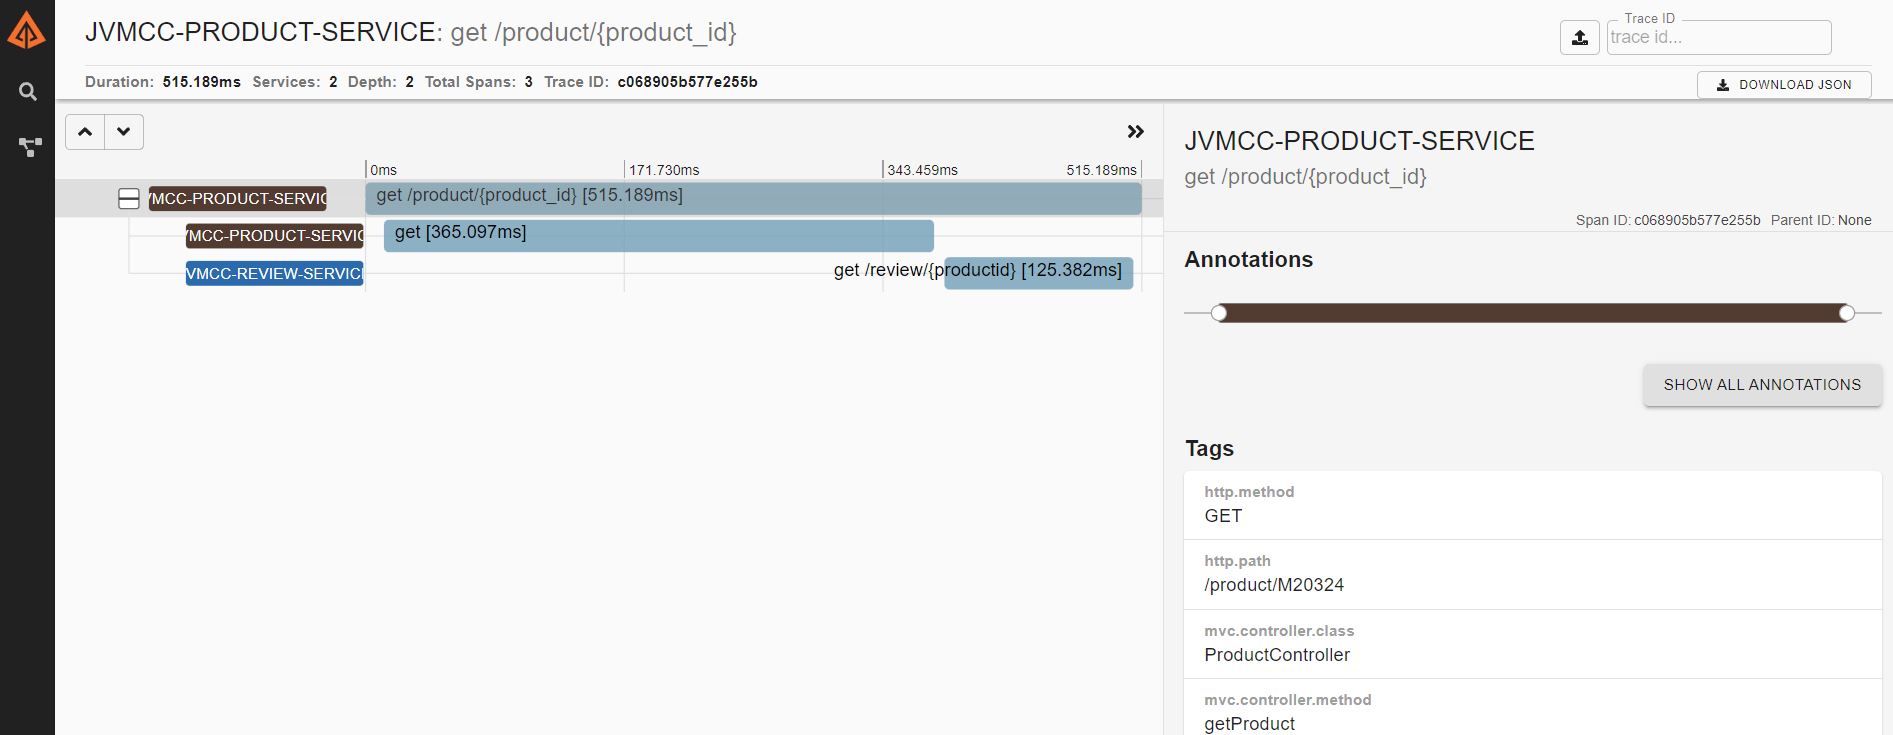 JVMCC-PRODUCT-SERVICE: get /product/{product_id}
Trace ID
trace id...
Duration: 515.189ms Services: 2 Depth: 2 Total Spans: 3 Trace ID: c068905b577e255b
DOWNLOAD JSON
0ms 171.730ms 343.459ms 515.189ms
VMCC-PRODUCT-SERVIC get /product/{product_id} [515.189ms]
VMCC-PRODUCT-SERVIC get [365.097ms]
VMCC-REVIEW-SERVICE get /review/{productid} [125.382ms]
JVMCC-PRODUCT-SERVICE
get /product/{product_id}
Span ID: c068905b577e255b Parent ID: None
Annotations
SHOW ALL ANNOTATIONS
Tags
http.method
GET
http.path
/product/M20324
mvc.controller.class
ProductController
mvc.controller.method
getProduct